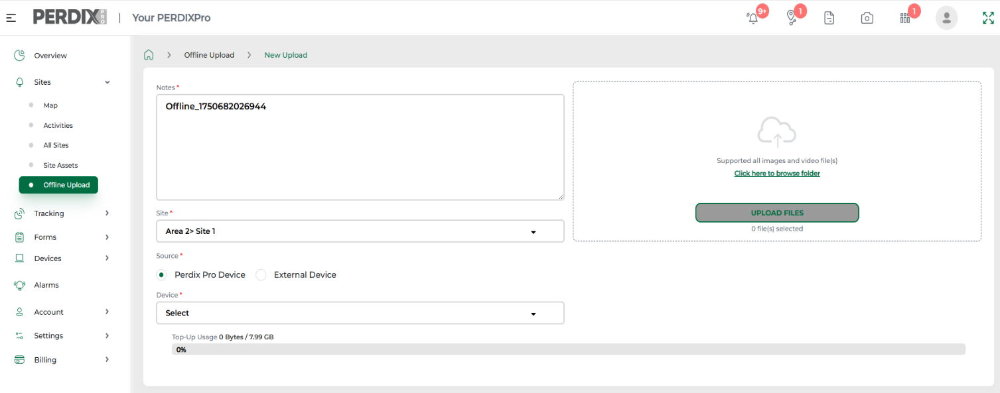 PERDIX PRO | Your PERDIXPro
9+ 1 1
Overview
Sites
Map
Activities
All Sites
Site Assets
Offline Upload
Tracking
Forms
Devices
Alarms
Account
Settings
Billing
Offline Upload > New Upload
Notes *
Offline_1750682026944
Site *
Area 2> Site 1
Source *
Perdix Pro Device External Device
Device *
Select
Top-Up Usage 0 Bytes / 7.99 GB
0%
Supported all images and video file(s)
Click here to browse folder
UPLOAD FILES
0 file(s) selected